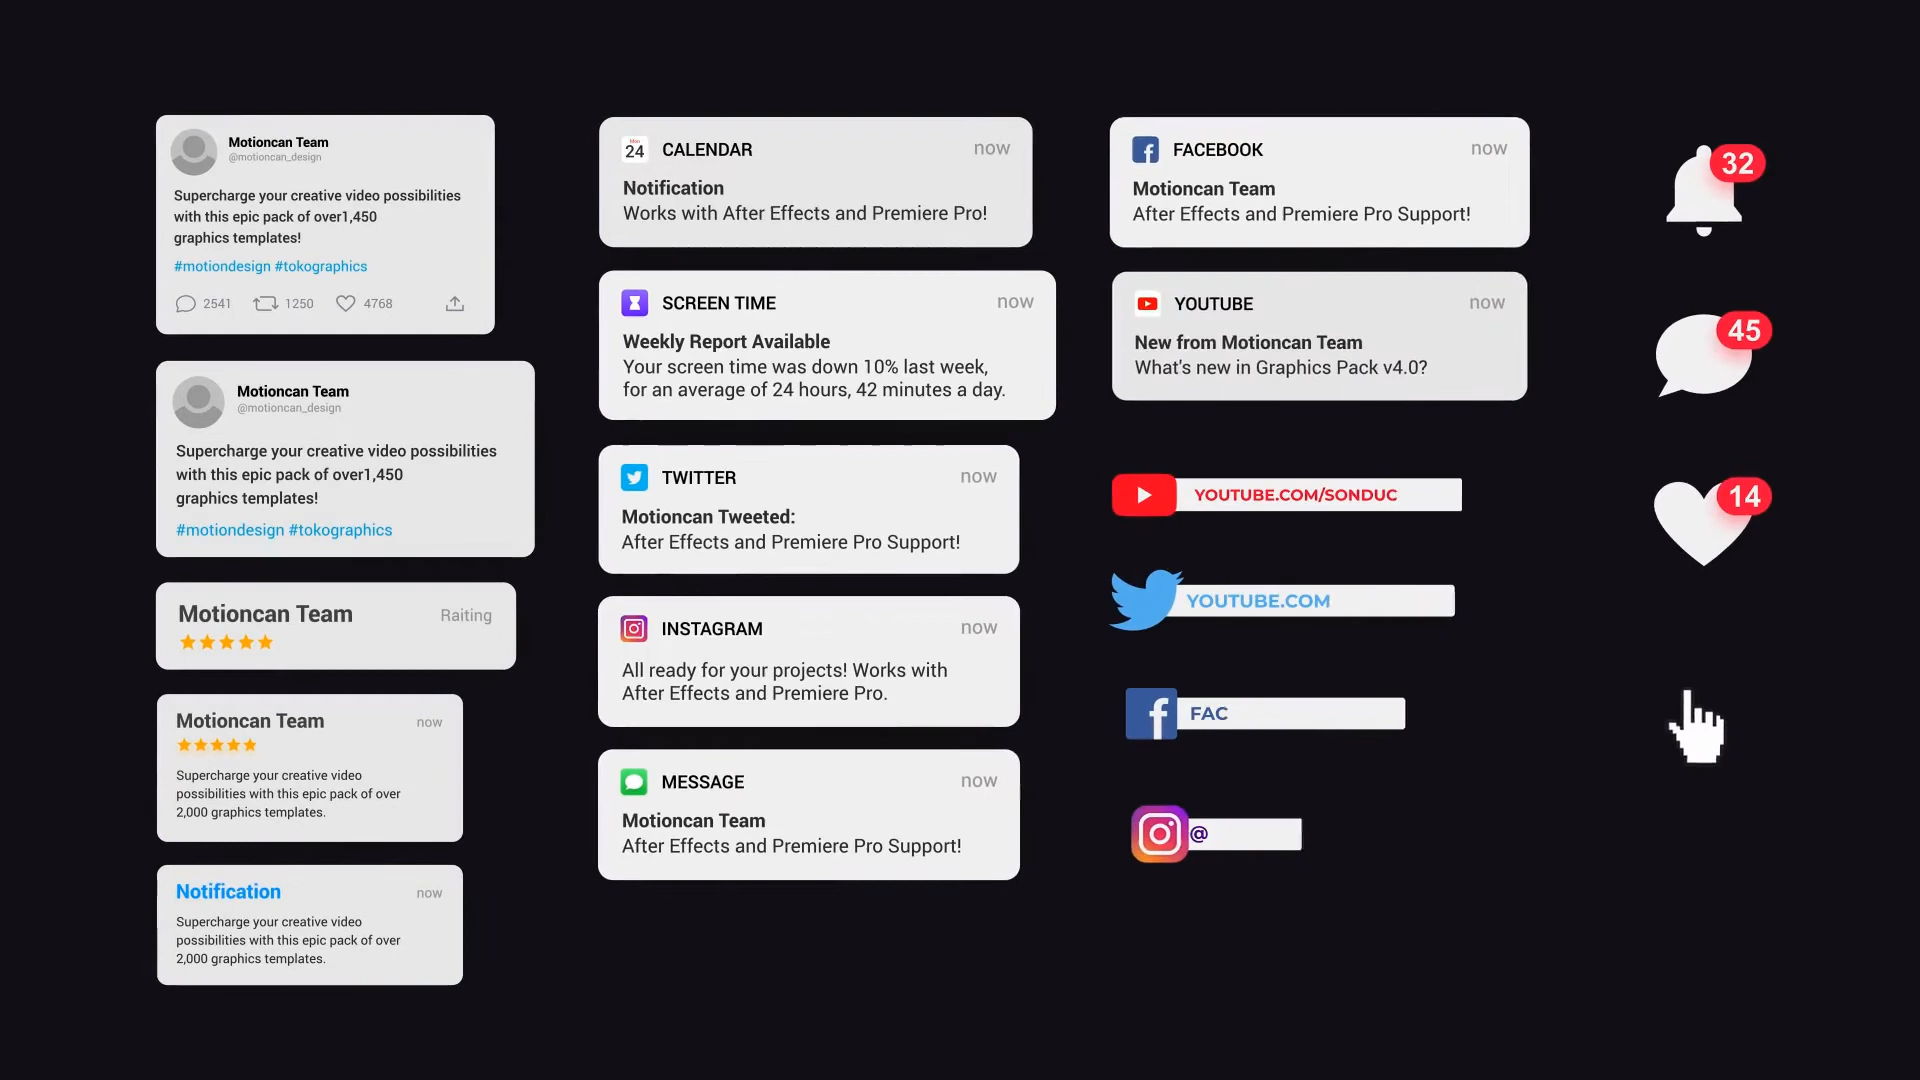 Motioncan Team
@motioncan_design
Supercharge your creative video possibilities
with this epic pack of over1,450
graphics templates!
#motiondesign #tokographics
2541 1250 4768
Motioncan Team
@motioncan_design
Supercharge your creative video possibilities
with this epic pack of over1,450
graphics templates!
#motiondesign #tokographics
Motioncan Team Raiting
Motioncan Team now
Supercharge your creative video
possibilities with this epic pack of over
2,000 graphics templates.
Notification now
Supercharge your creative video
possibilities with this epic pack of over
2,000 graphics templates.
Mon
24 CALENDAR now
Notification
Works with After Effects and Premiere Pro!
SCREEN TIME now
Weekly Report Available
Your screen time was down 10% last week,
for an average of 24 hours, 42 minutes a day.
TWITTER now
Motioncan Tweeted:
After Effects and Premiere Pro Support!
INSTAGRAM now
All ready for your projects! Works with
After Effects and Premiere Pro.
MESSAGE now
Motioncan Team
After Effects and Premiere Pro Support!
FACEBOOK now
Motioncan Team
After Effects and Premiere Pro Support!
YOUTUBE now
New from Motioncan Team
What's new in Graphics Pack v4.0?
YOUTUBE.COM/SONDUC
YOUTUBE.COM
FAC
@
32
45
14